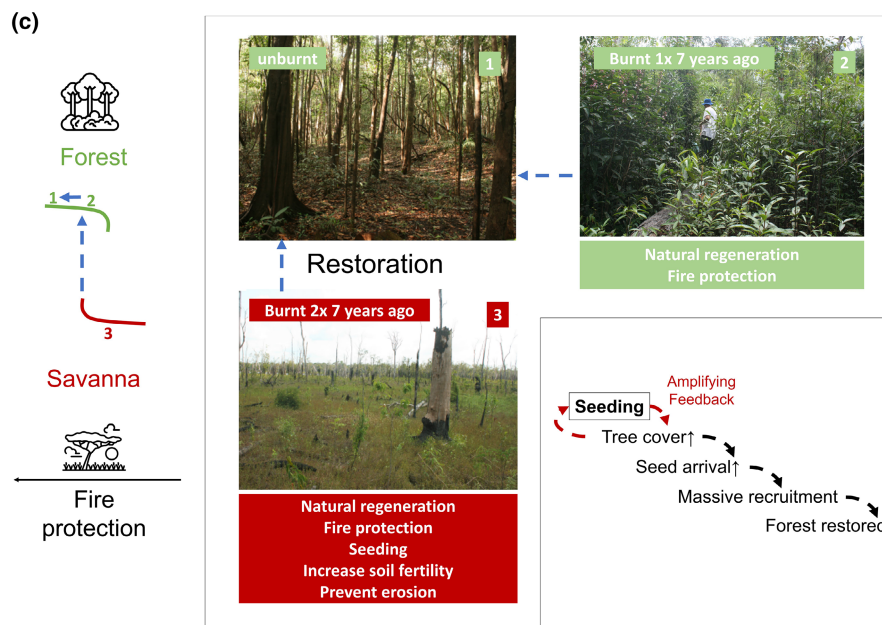 (c)
Forest
1
2
3
Savanna
Fire
protection
unburnt
1
Burnt 1x 7 years ago
2
Natural regeneration
Fire protection
Restoration
Burnt 2x 7 years ago
3
Natural regeneration
Fire protection
Seeding
Increase soil fertility
Prevent erosion
Amplifying
Feedback
Seeding
Tree cover↑
Seed arrival↑
Massive recruitment
Forest restored